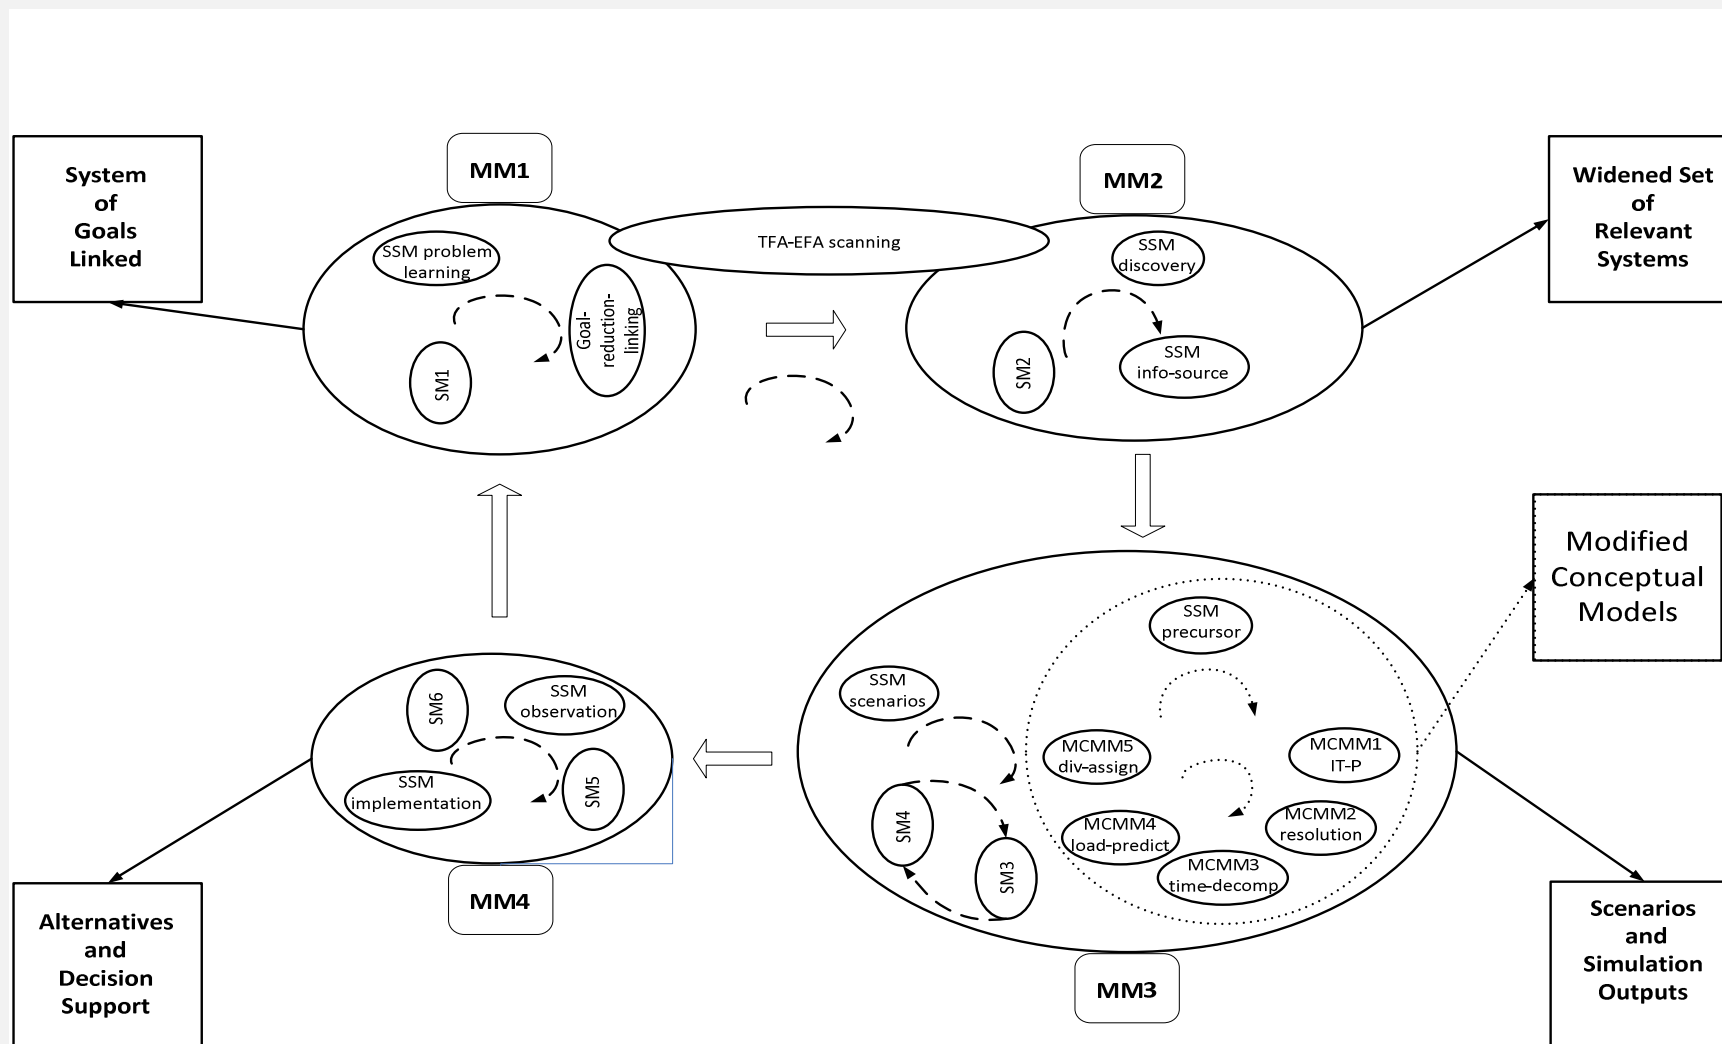 System
of
Goals
Linked
MM1
MM2
Widened Set
of
Relevant
Systems
TFA-EFA scanning
SSM problem
learning
Goal-
reduction-
linking
SM1
SSM
discovery
SM2
SSM
info-source
Modified
Conceptual
Models
SSM
precursor
SSM
scenarios
MCMM5
div-assign
MCMM1
IT-P
MCMM4
load-predict
MCMM2
resolution
MCMM3
time-decomp
SM4
SM3
SM6
SSM
observation
SSM
implementation
SM5
MM4
MM3
Alternatives
and
Decision
Support
Scenarios
and
Simulation
Outputs